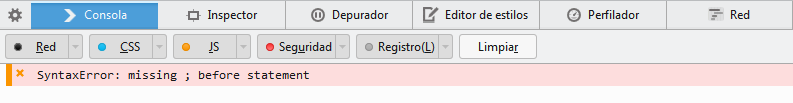 Consola Inspector Depurador Editor de estilos Perfilador Red
Red CSS JS Seguridad Registro(L) Limpiar
SyntaxError: missing ; before statement